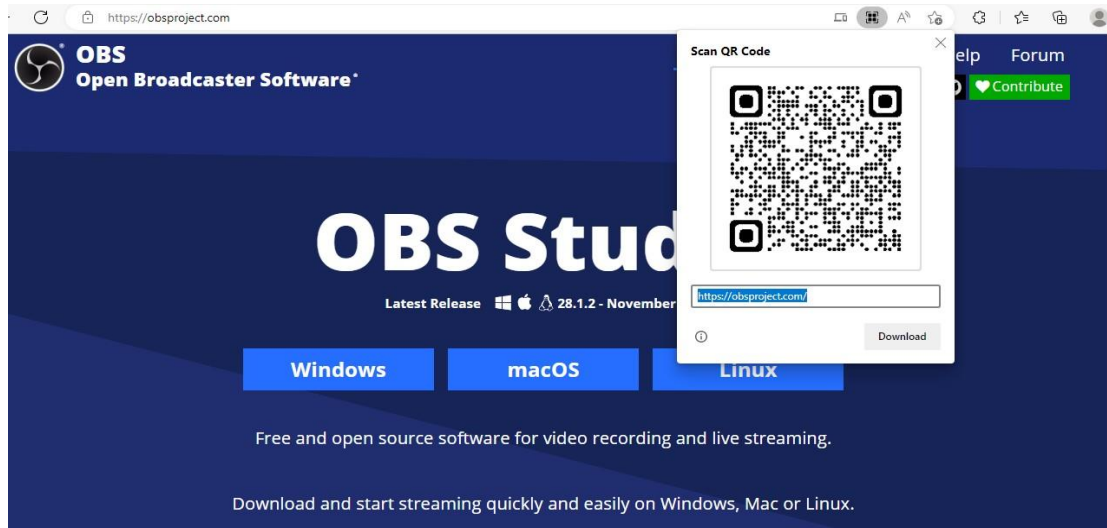 https://obsproject.com
OBS
Open Broadcaster Software
Scan QR Code
elp Forum
Contribute
OBS Stud
https://obsproject.com/
Latest Release 28.1.2 - November
Download
Windows macOS Linux
Free and open source software for video recording and live streaming.
Download and start streaming quickly and easily on Windows, Mac or Linux.